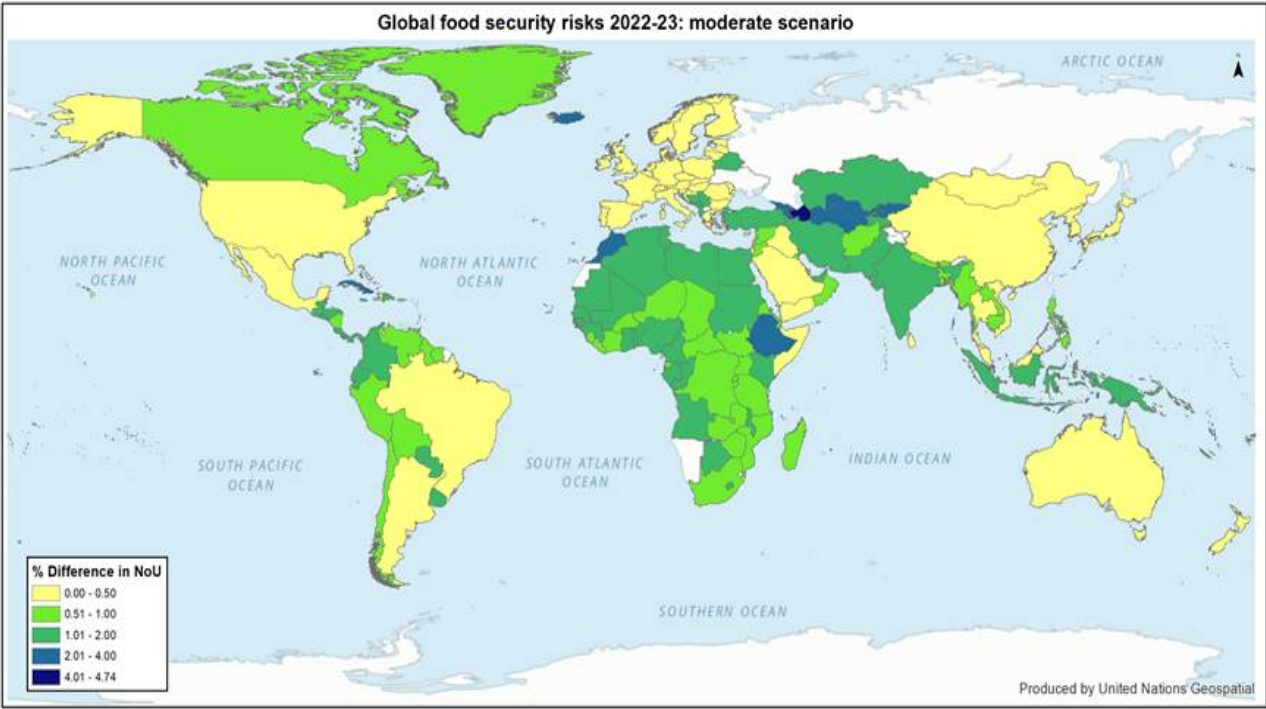 Global food security risks 2022-23: moderate scenario
ARCTIC OCEAN
N
NORTH PACIFIC
OCEAN
NORTH ATLANTIC
OCEAN
SOUTH PACIFIC
OCEAN
SOUTH ATLANTIC
OCEAN
INDIAN OCEAN
SOUTHERN OCEAN
% Difference in NoU
0.00 - 0.50
0.51 - 1.00
1.01 - 2.00
2.01 - 4.00
4.01 - 4.74
Produced by United Nations Geospatial